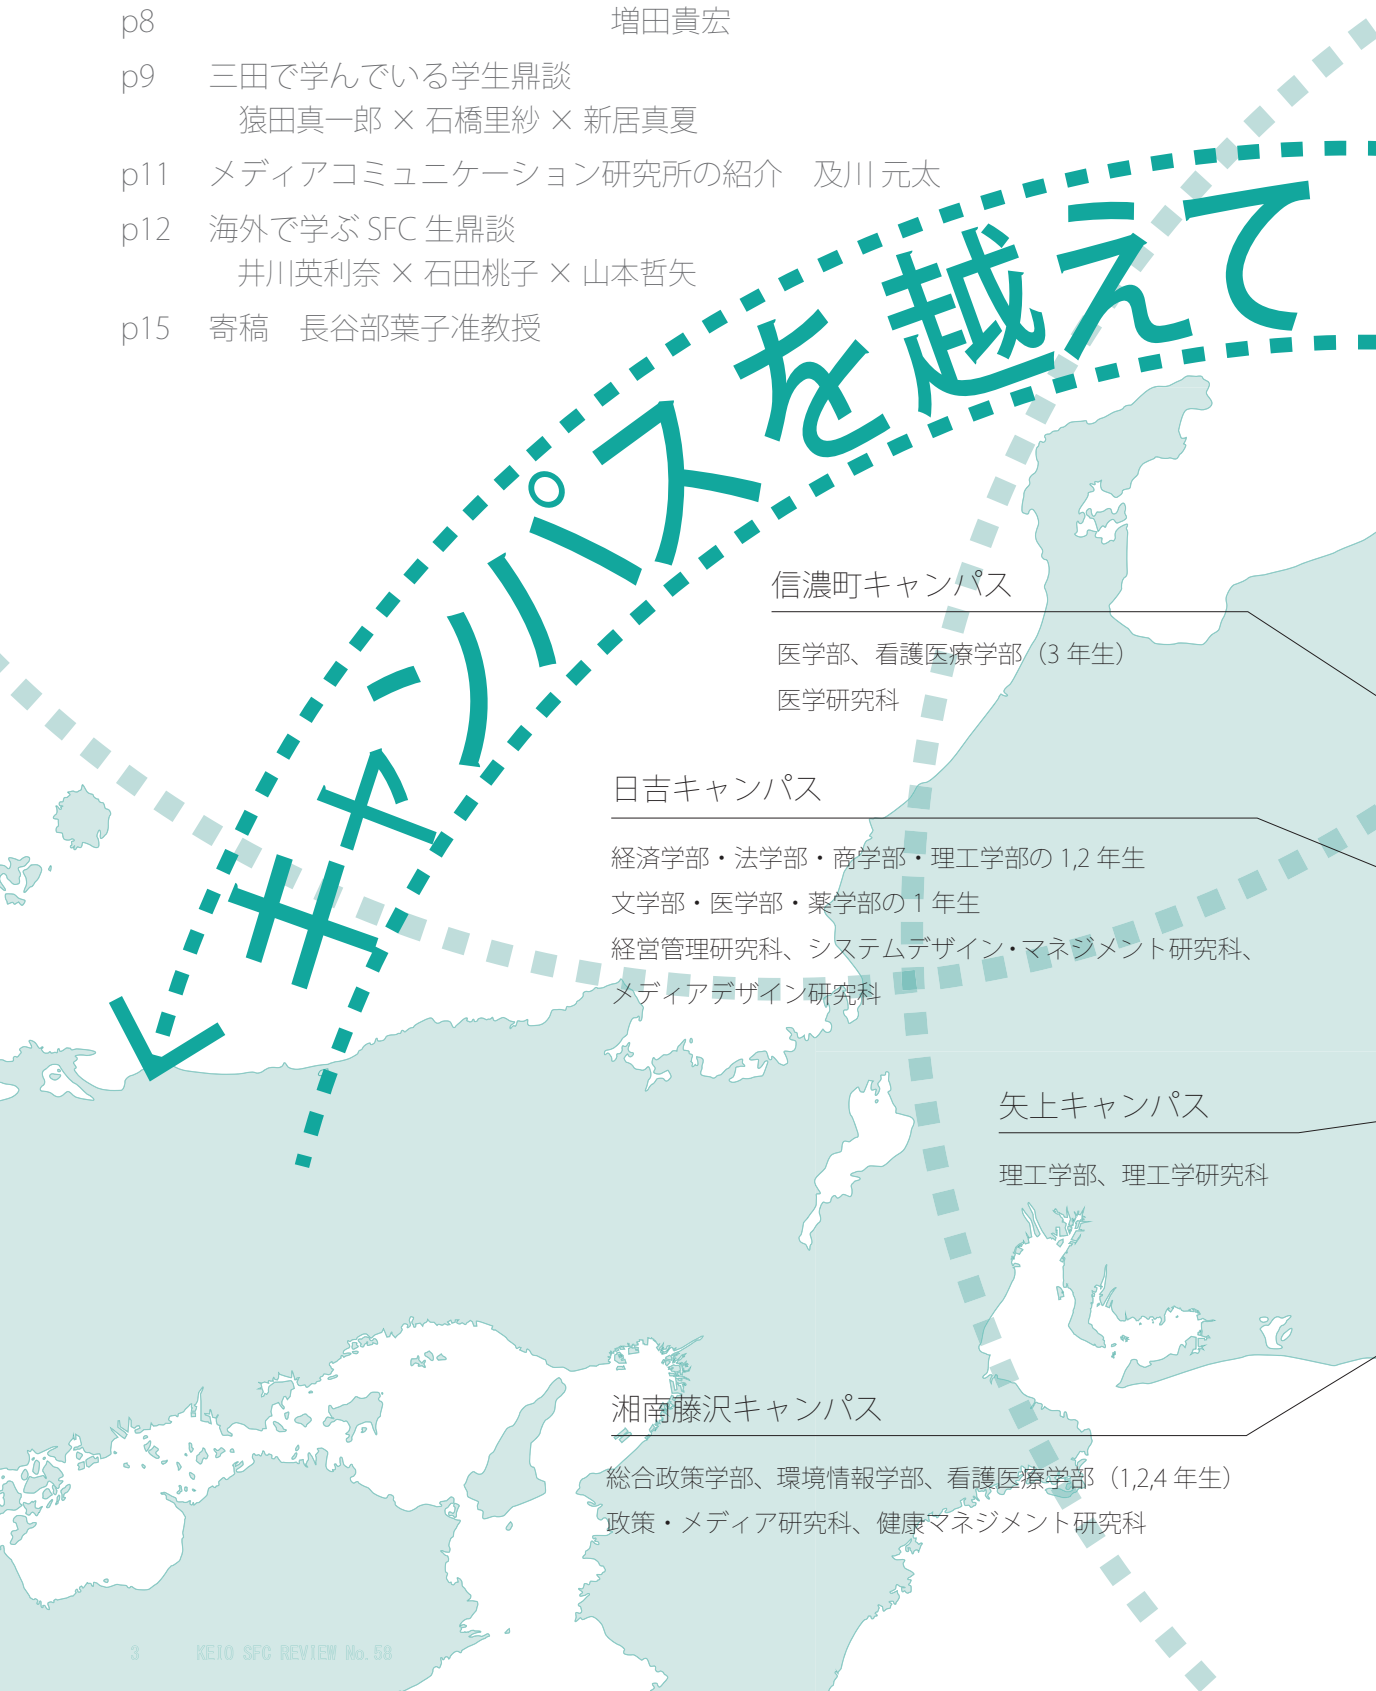 p8 増田貴宏
p9 三田で学んでいる学生鼎談
猿田真一郎 × 石橋里紗 × 新居真夏
p11 メディアコミュニケーション研究所の紹介 及川 元太
p12 海外で学ぶ SFC 生鼎談
井川英利奈 × 石田桃子 × 山本哲矢
p15 寄稿 長谷部葉子准教授
キャンパスを越えて
信濃町キャンパス
医学部、看護医療学部（3 年生）
医学研究科
日吉キャンパス
経済学部・法学部・商学部・理工学部の 1,2 年生
文学部・医学部・薬学部の 1 年生
経営管理研究科、システムデザイン・マネジメント研究科、
メディアデザイン研究科
矢上キャンパス
理工学部、理工学研究科
湘南藤沢キャンパス
総合政策学部、環境情報学部、看護医療学部（1,2,4 年生）
政策・メディア研究科、健康マネジメント研究科
3 KEIO SFC REVIEW No.58